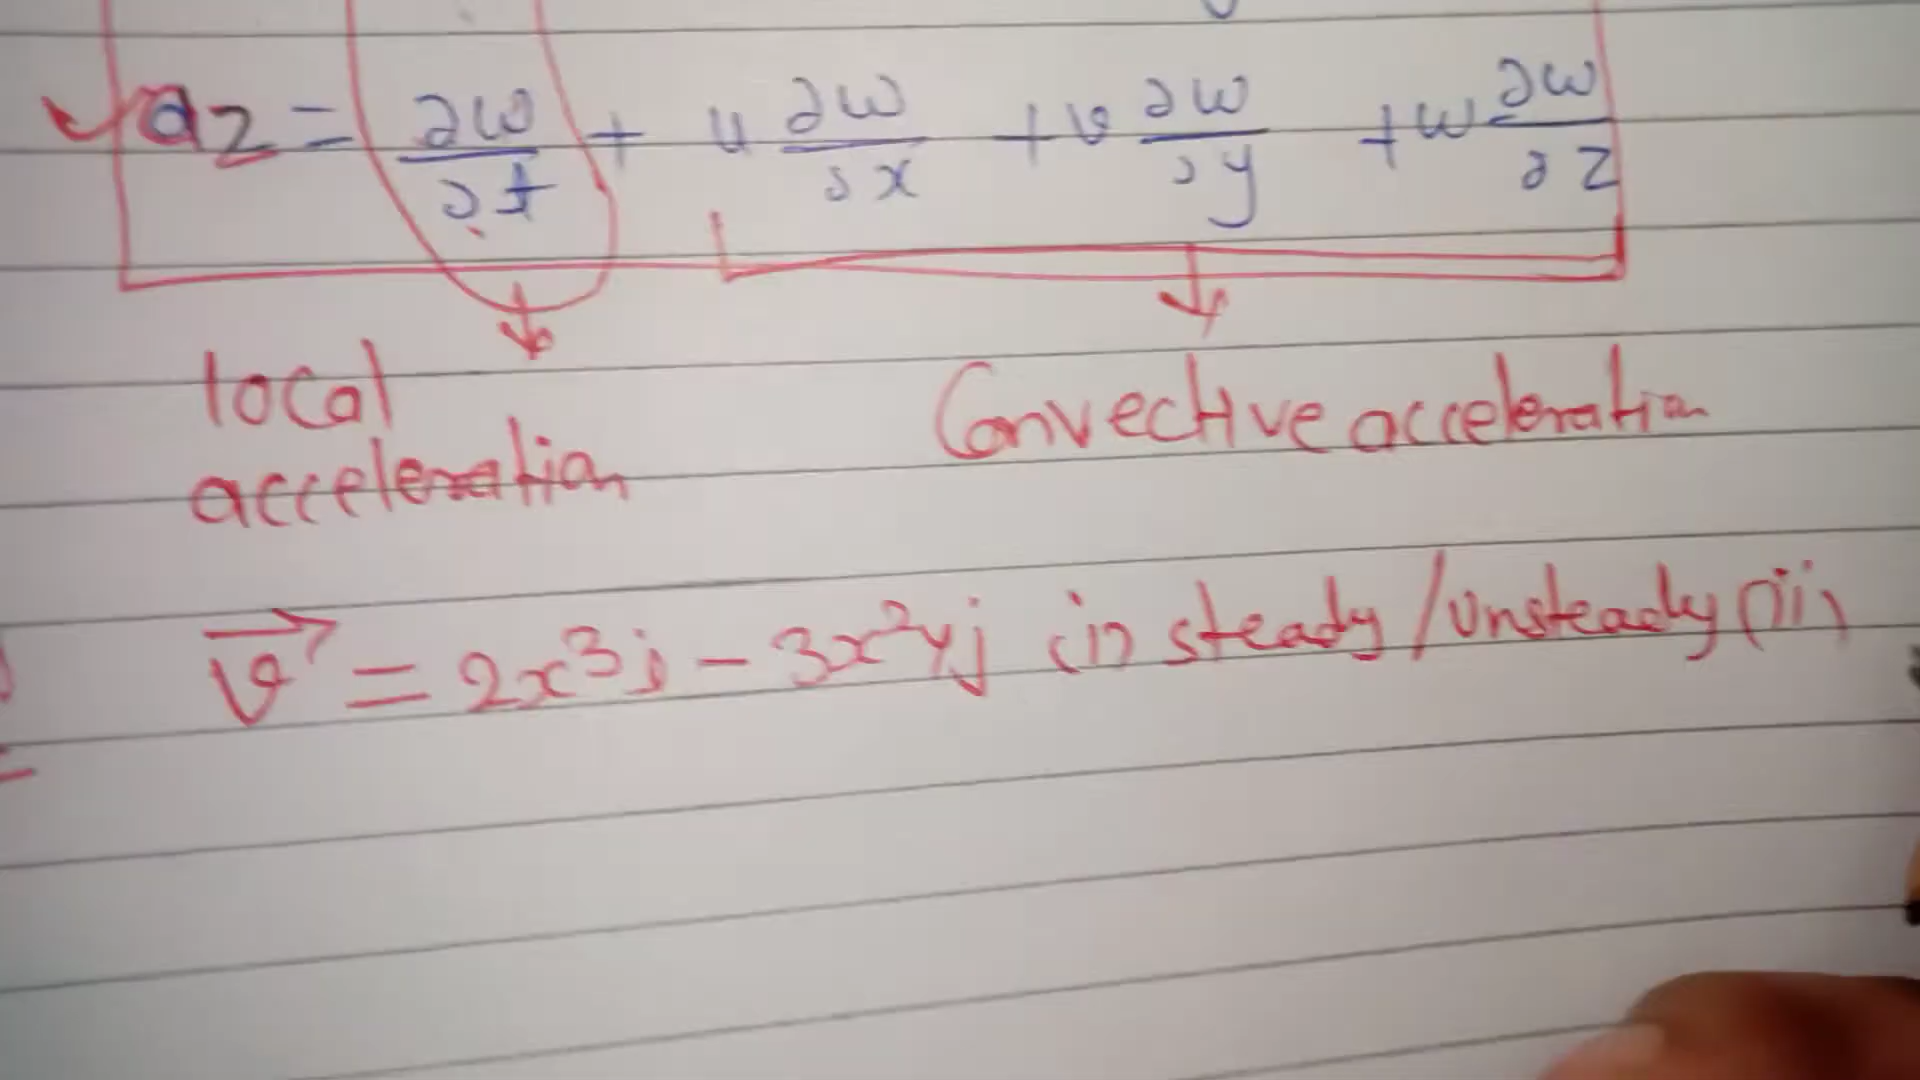 az = ∂w/∂t + u ∂w/∂x + v ∂w/∂y + w ∂w/∂z
local acceleration
Convective acceleration
v⃗ = 2x³i - 3x²yj (i) steady/Unsteady (ii)